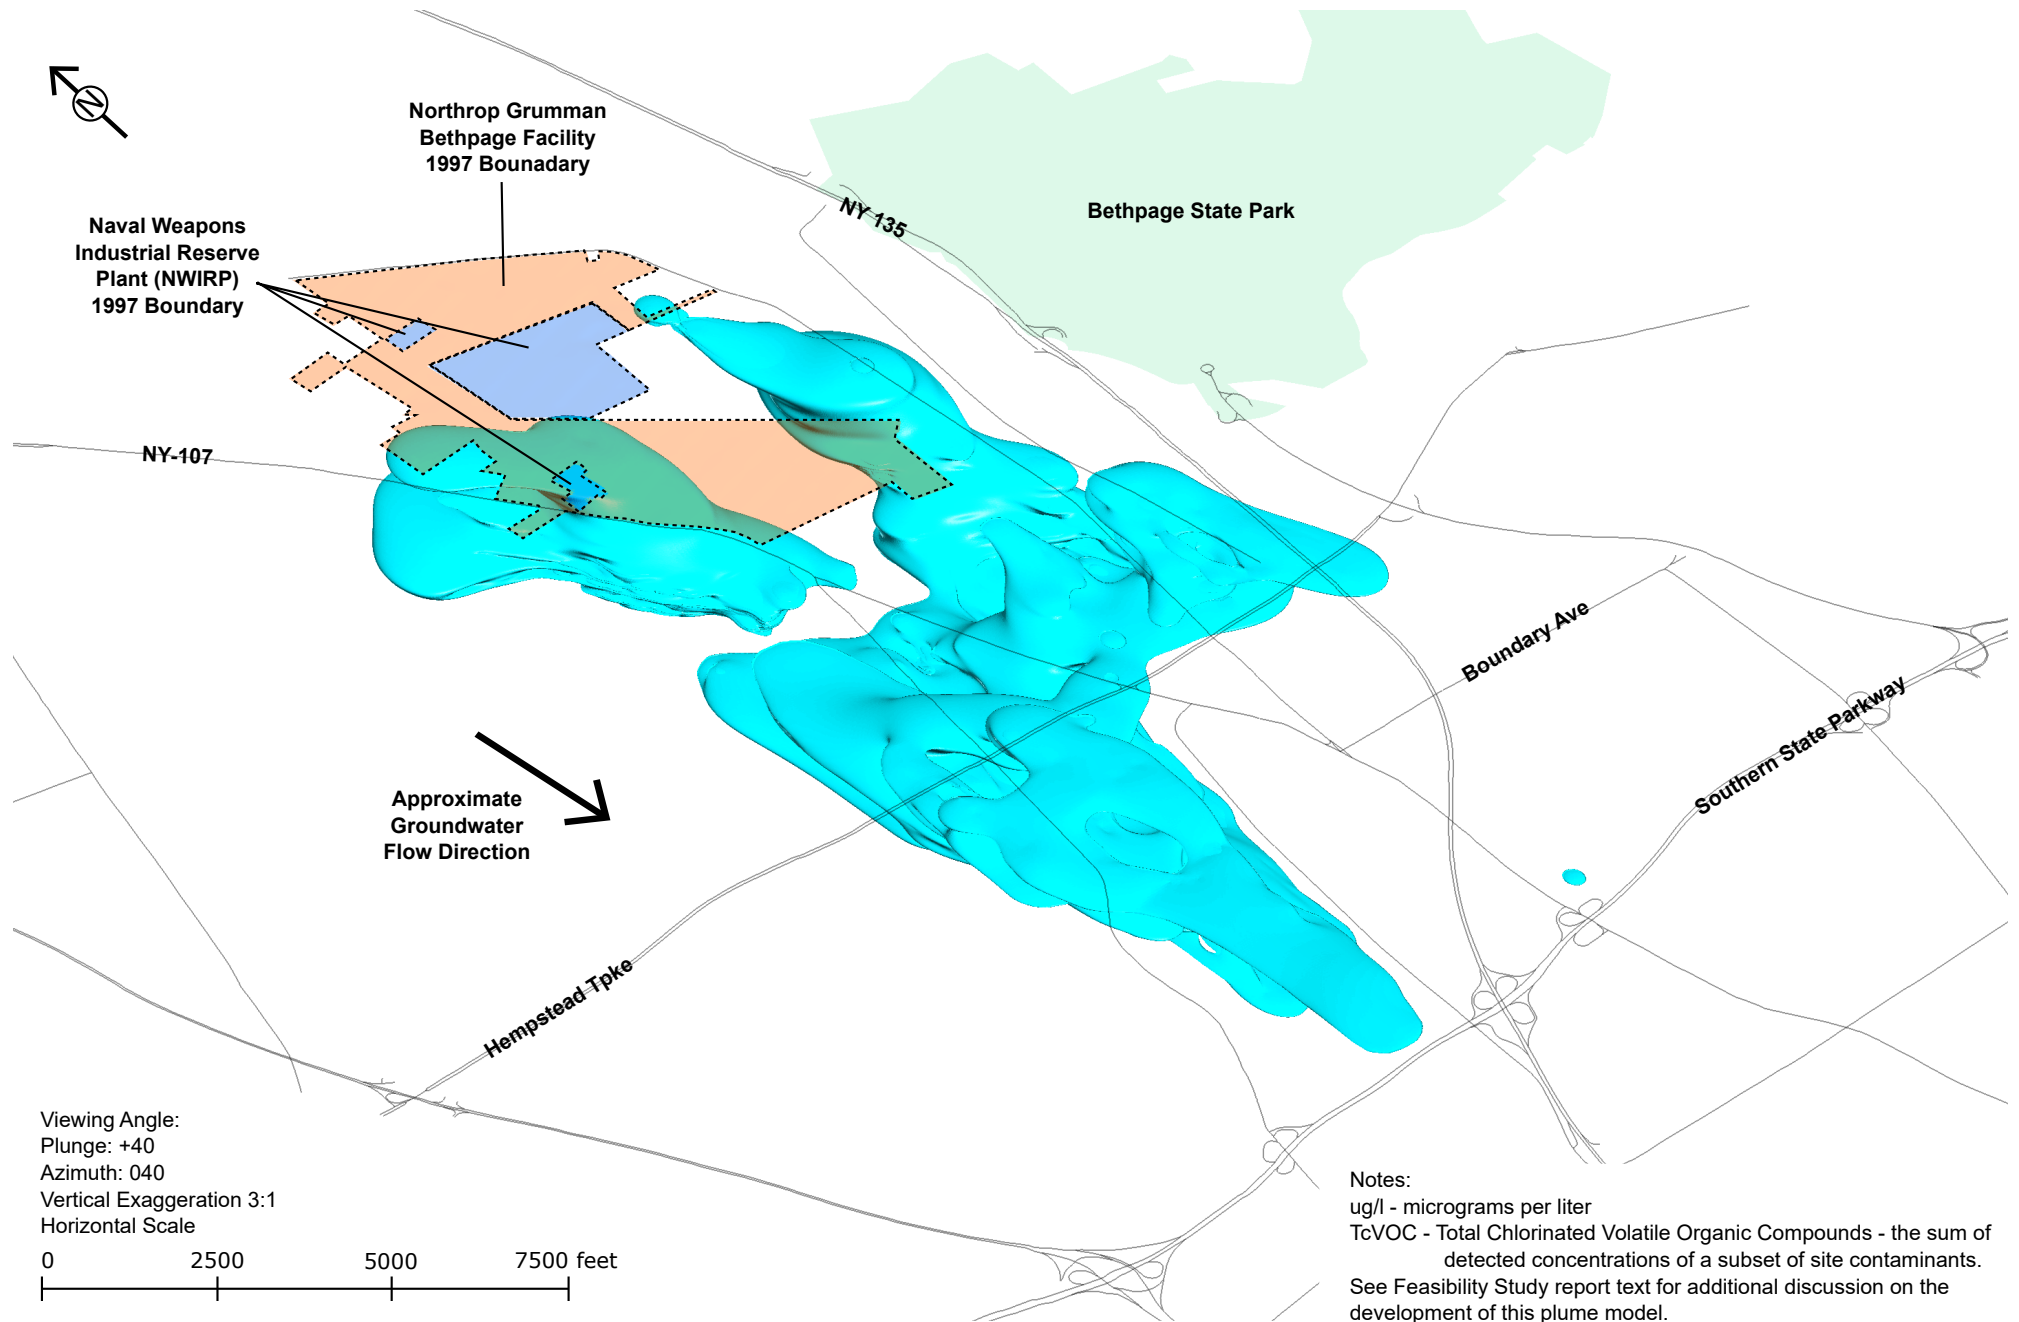 N
Northrop Grumman
Bethpage Facility
1997 Bounadary
Naval Weapons
Industrial Reserve
Plant (NWIRP)
1997 Boundary
NY 135
Bethpage State Park
NY-107
Boundary Ave
Southern State Parkway
Approximate
Groundwater
Flow Direction
Hempstead Tpke
Viewing Angle:
Plunge: +40
Azimuth: 040
Vertical Exaggeration 3:1
Horizontal Scale
0 2500 5000 7500 feet
Notes:
ug/l - micrograms per liter
TcVOC - Total Chlorinated Volatile Organic Compounds - the sum of
detected concentrations of a subset of site contaminants.
See Feasibility Study report text for additional discussion on the
development of this plume model.